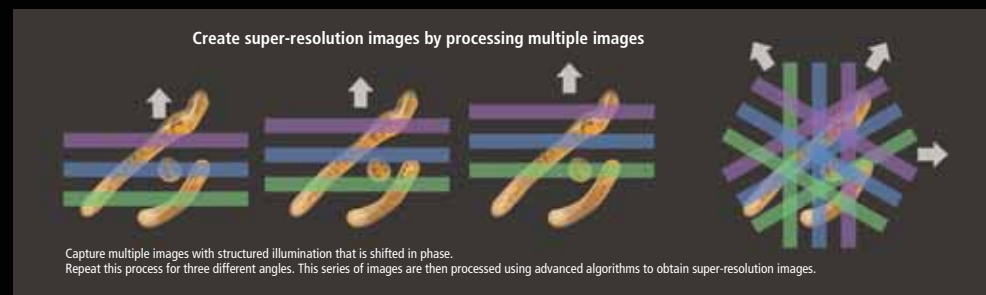 Create super-resolution images by processing multiple images
Capture multiple images with structured illumination that is shifted in phase.
Repeat this process for three different angles. This series of images are then processed using advanced algorithms to obtain super-resolution images.